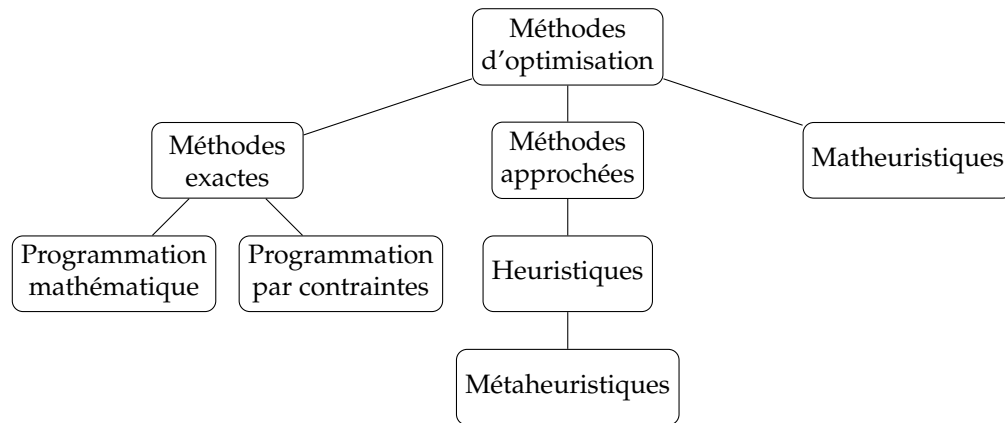 Méthodes
d'optimisation
Méthodes
exactes
Méthodes
approchées
Matheuristiques
Programmation
mathématique
Programmation
par contraintes
Heuristiques
Métaheuristiques